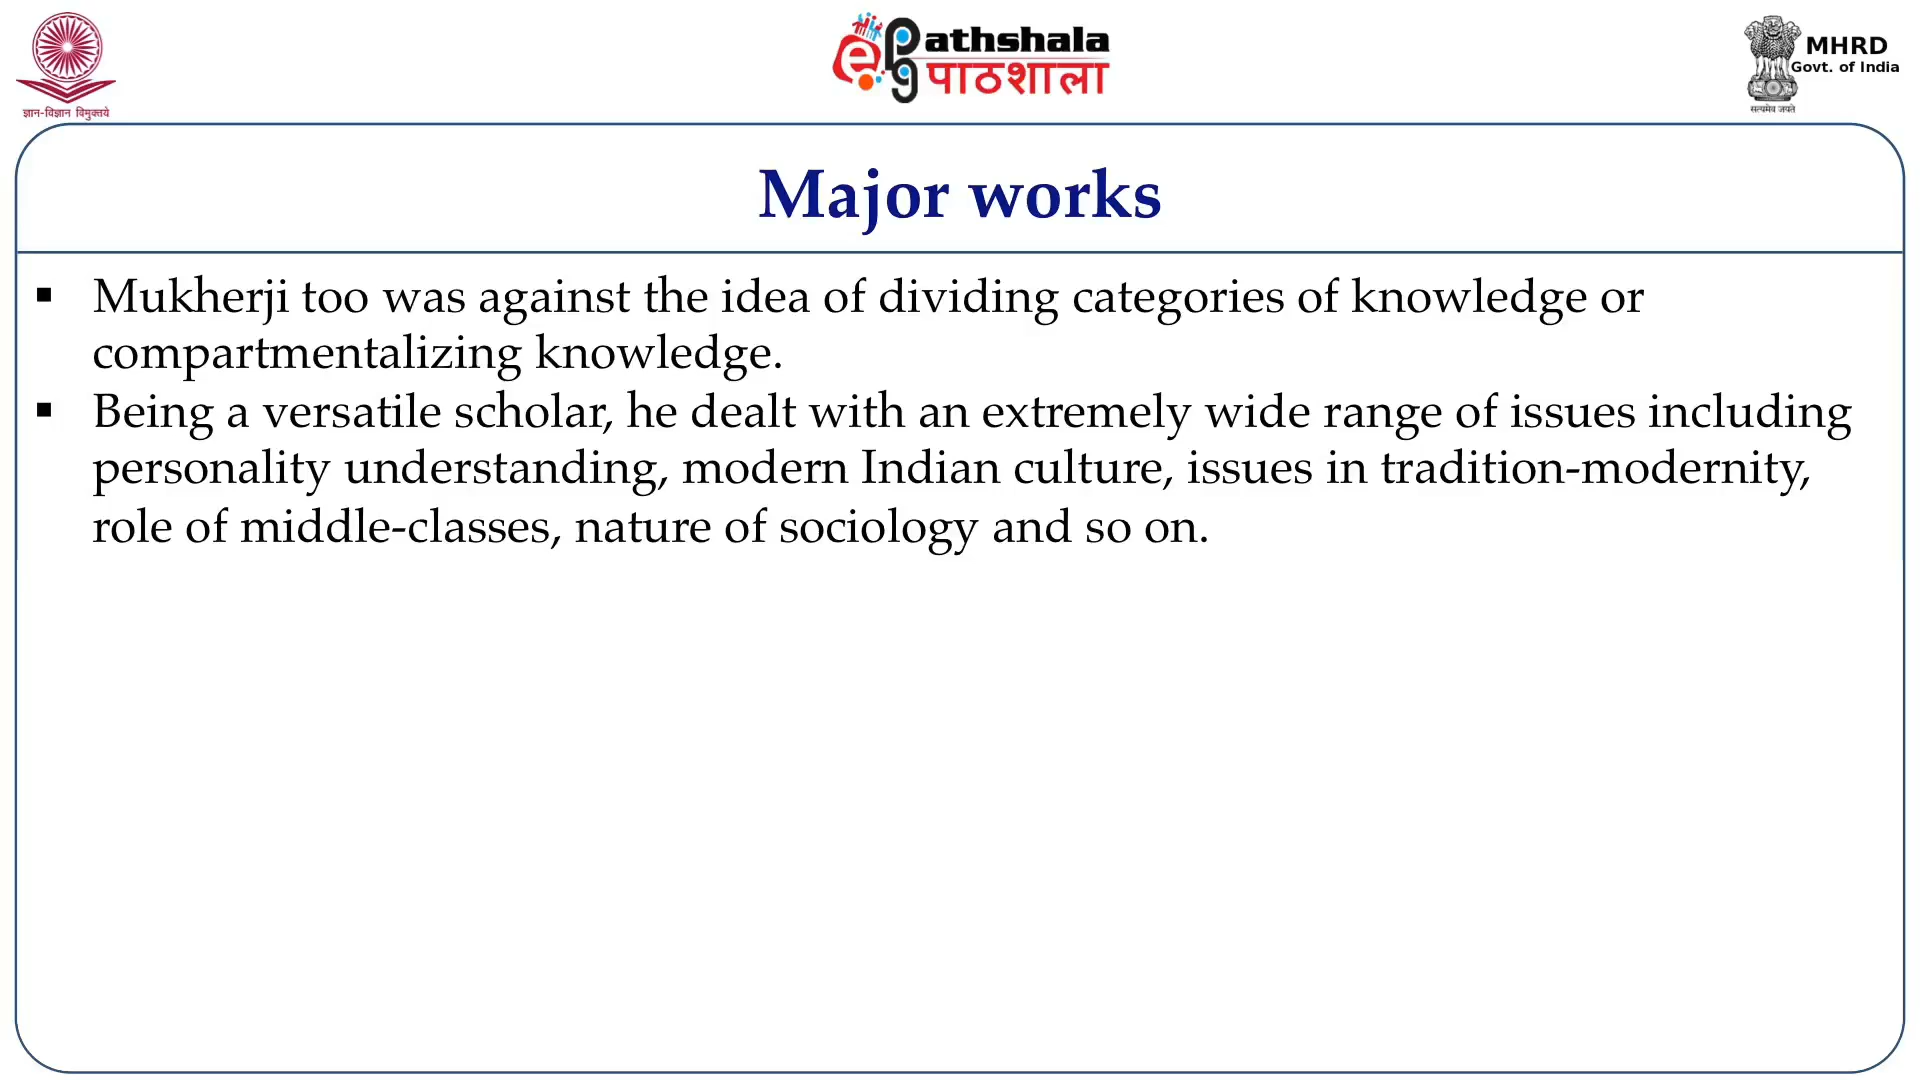 ज्ञान-विज्ञान विमुक्तये
e PG Pathshala
पाठशाला
MHRD
Govt. of India
सत्यमेव जयते
Major works
▪ Mukherji too was against the idea of dividing categories of knowledge or
compartmentalizing knowledge.
▪ Being a versatile scholar, he dealt with an extremely wide range of issues including
personality understanding, modern Indian culture, issues in tradition-modernity,
role of middle-classes, nature of sociology and so on.